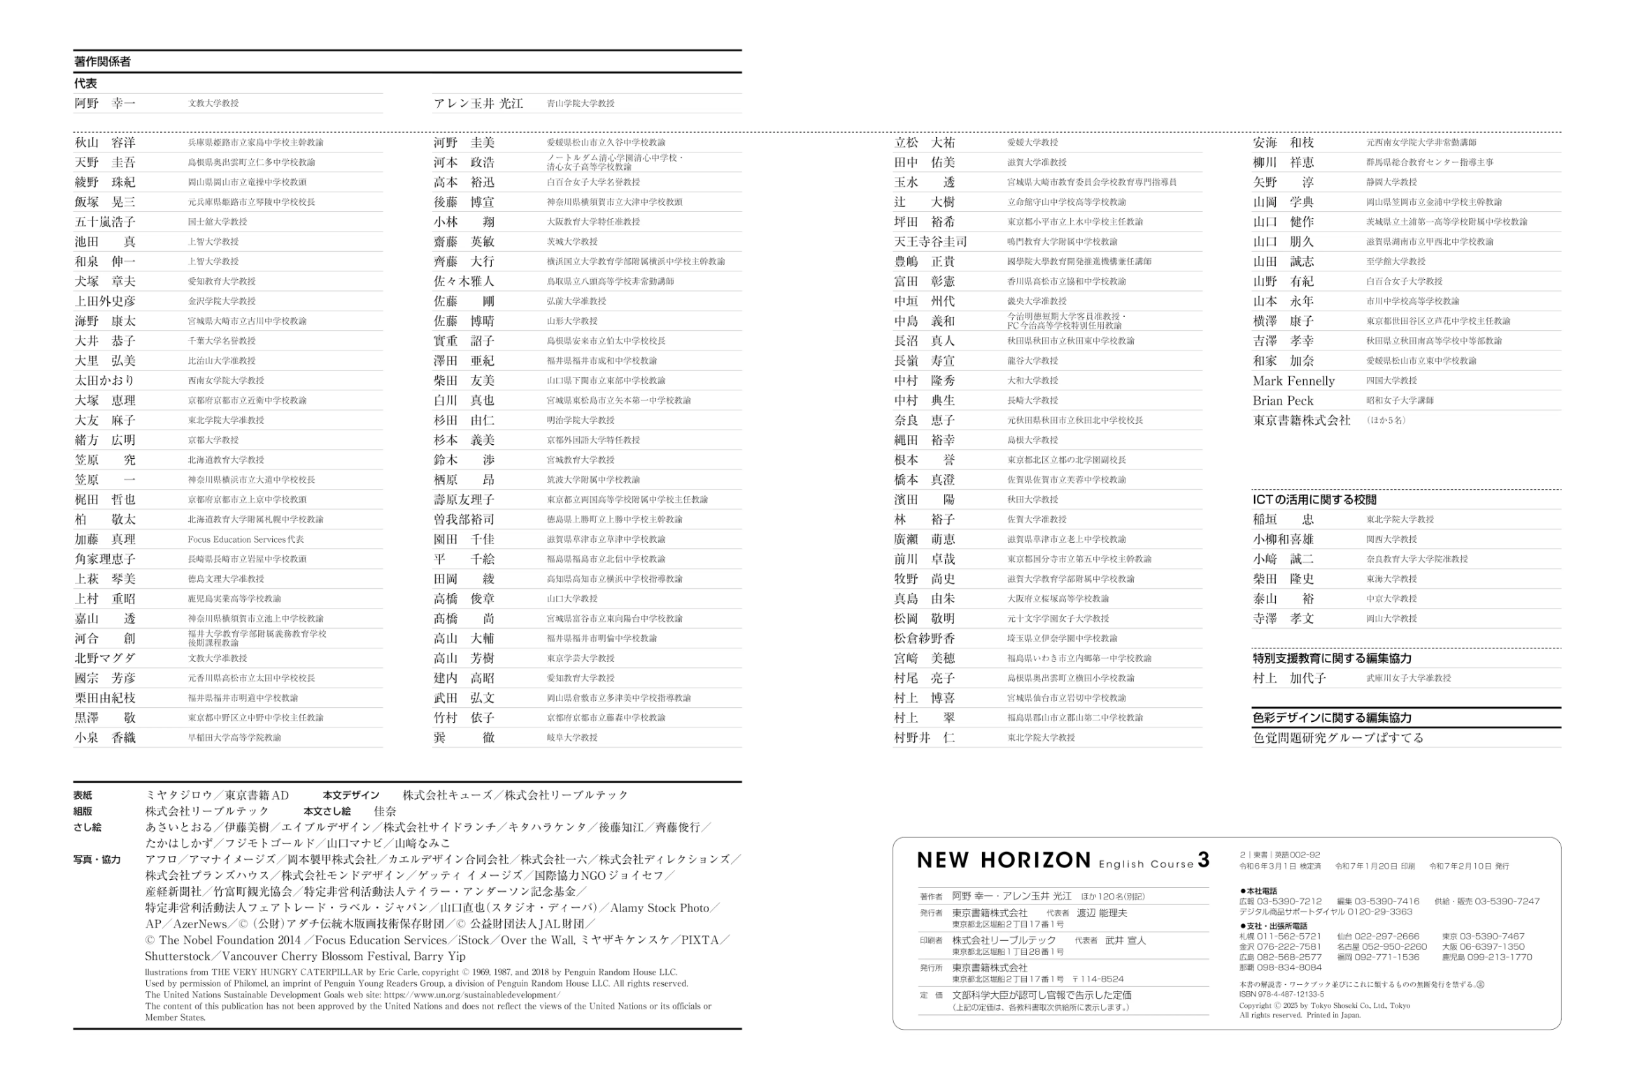 著作関係者
代表
阿野 幸一 文教大学教授
アレン玉井 光江 青山学院大学教授
秋山 容洋 兵庫県姫路市立家島中学校主幹教諭
天野 圭吾 島根県奥出雲町立仁多中学校教諭
綾野 珠紀 岡山県岡山市立竜操中学校教頭
飯塚 晃三 元兵庫県姫路市立琴陵中学校校長
五十嵐浩子 国士舘大学教授
池田 真 上智大学教授
和泉 伸一 上智大学教授
犬塚 章夫 愛知教育大学教授
上田外史彦 金沢学院大学教授
海野 康太 宮城県大崎市立古川中学校教諭
大井 恭子 千葉大学名誉教授
大里 弘美 比治山大学准教授
太田かおり 西南女学院大学教授
大塚 恵理 京都府京都市立近衛中学校教諭
大友 麻子 東北学院大学准教授
緒方 広明 京都大学教授
笠原 究 北海道教育大学教授
笠原 一 神奈川県横浜市立大道中学校校長
梶田 哲也 京都府京都市立上京中学校教頭
柏 敬太 北海道教育大学附属札幌中学校教諭
加藤 真理 Focus Education Services代表
角家理恵子 長崎県長崎市立岩屋中学校教頭
上萩 琴美 徳島文理大学准教授
上村 重昭 鹿児島実業高等学校教諭
嘉山 透 神奈川県横須賀市立池上中学校教諭
河合 創 福井大学教育学部附属義務教育学校
後期課程教諭
北野マグダ 文教大学准教授
國宗 芳彦 元香川県高松市立太田中学校校長
栗田由紀枝 福井県福井市明道中学校教諭
黒澤 敬 東京都中野区立中野中学校主任教諭
小泉 香織 早稲田大学高等学院教諭
河野 圭美 愛媛県松山市立久谷中学校教諭
河本 政浩 ノートルダム清心学園清心中学校・
清心女子高等学校教諭
高本 裕迅 白百合女子大学名誉教授
後藤 博宣 神奈川県横須賀市立大津中学校教頭
小林 翔 大阪教育大学特任准教授
齋藤 英敏 茨城大学教授
齊藤 大行 横浜国立大学教育学部附属横浜中学校主幹教諭
佐々木雅人 鳥取県立八頭高等学校非常勤講師
佐藤 剛 弘前大学准教授
佐藤 博晴 山形大学教授
實重 詔子 島根県安来市立伯太中学校校長
澤田 亜紀 福井県福井市成和中学校教諭
柴田 友美 山口県下関市立東部中学校教諭
白川 真也 宮城県東松島市立矢本第一中学校教諭
杉田 由仁 明治学院大学教授
杉本 義美 京都外国語大学特任教授
鈴木 渉 宮城教育大学教授
栖原 昂 筑波大学附属中学校教諭
壽原友理子 東京都立両国高等学校附属中学校主任教諭
曽我部裕司 徳島県上勝町立上勝中学校主幹教諭
園田 千佳 滋賀県草津市立草津中学校教諭
平 千絵 福島県福島市立北信中学校教諭
田岡 綾 高知県高知市立横浜中学校指導教諭
高橋 俊章 山口大学教授
髙橋 尚 宮城県富谷市立東向陽台中学校教諭
高山 大輔 福井県福井市明倫中学校教諭
高山 芳樹 東京学芸大学教授
建内 高昭 愛知教育大学教授
武田 弘文 岡山県倉敷市立多津美中学校指導教諭
竹村 依子 京都府京都市立藤森中学校教諭
巽 徹 岐阜大学教授
立松 大祐 愛媛大学教授
田中 佑美 滋賀大学准教授
玉水 透 宮城県大崎市教育委員会学校教育専門指導員
辻 大樹 立命館守山中学校高等学校教諭
坪田 裕希 東京都小平市立上水中学校主任教諭
天王寺谷圭司 鳴門教育大学附属中学校教諭
豊嶋 正貴 國學院大學教育開発推進機構兼任講師
富田 彰憲 香川県高松市立協和中学校教諭
中垣 州代 畿央大学准教授
中島 義和 今治明徳短期大学客員准教授・
FC今治高等学校特別任用教諭
長沼 真人 秋田県秋田市立秋田東中学校教諭
長嶺 寿宣 龍谷大学教授
中村 隆秀 大和大学教授
中村 典生 長崎大学教授
奈良 恵子 元秋田県秋田市立秋田北中学校校長
縄田 裕幸 島根大学教授
根本 誉 東京都北区立都の北学園副校長
橋本 真澄 佐賀県佐賀市立芙蓉中学校教諭
濱田 陽 秋田大学教授
林 裕子 佐賀大学准教授
廣瀬 萌恵 滋賀県草津市立老上中学校教諭
前川 卓哉 東京都国分寺市立第五中学校主幹教諭
牧野 尚史 滋賀大学教育学部附属中学校教諭
真島 由朱 大阪府立桜塚高等学校教諭
松岡 敬明 元十文字学園女子大学教授
松倉紗野香 埼玉県立伊奈学園中学校教諭
宮﨑 美穂 福島県いわき市立内郷第一中学校教諭
村尾 亮子 島根県奥出雲町立横田小学校教諭
村上 博喜 宮城県仙台市立岩切中学校教諭
村上 翠 福島県郡山市立郡山第二中学校教諭
村野井 仁 東北学院大学教授
安海 和枝 元西南女学院大学非常勤講師
柳川 祥恵 群馬県総合教育センター指導主事
矢野 淳 静岡大学教授
山岡 学典 岡山県笠岡市立金浦中学校主幹教諭
山口 健作 茨城県立土浦第一高等学校附属中学校教諭
山口 朋久 滋賀県湖南市立甲西北中学校教諭
山田 誠志 至学館大学教授
山野 有紀 白百合女子大学教授
山本 永年 市川中学校高等学校教諭
横澤 康子 東京都世田谷区立芦花中学校主任教諭
吉澤 孝幸 秋田県立秋田南高等学校中等部教諭
和家 加奈 愛媛県松山市立東中学校教諭
Mark Fennelly 四国大学教授
Brian Peck 昭和女子大学講師
東京書籍株式会社 (ほか5名)
ICTの活用に関する校閲
稲垣 忠 東北学院大学教授
小柳和喜雄 関西大学教授
小﨑 誠二 奈良教育大学大学院准教授
柴田 隆史 東海大学教授
泰山 裕 中京大学教授
寺澤 孝文 岡山大学教授
特別支援教育に関する編集協力
村上 加代子 武庫川女子大学准教授
色彩デザインに関する編集協力
色覚問題研究グループぱすてる
表紙 ミヤタジロウ／東京書籍AD 本文デザイン 株式会社キューズ／株式会社リーブルテック
組版 株式会社リーブルテック 本文さし絵 佳奈
さし絵 あさいとおる／伊藤美樹／エイブルデザイン／株式会社サイドランチ／キタハラケンタ／後藤知江／齊藤俊行／
たかはしかず／フジモトゴールド／山口マナビ／山﨑なみこ
写真・協力 アフロ／アマナイメージズ／岡本製甲株式会社／カエルデザイン合同会社／株式会社一六／株式会社ディレクションズ／
株式会社ブランズハウス／株式会社モンドデザイン／ゲッティ イメージズ／国際協力NGOジョイセフ／
産経新聞社／竹富町観光協会／特定非営利活動法人テイラー・アンダーソン記念基金／
特定非営利活動法人フェアトレード・ラベル・ジャパン／山口直也(スタジオ・ディーバ)／Alamy Stock Photo／
AP／AzerNews／© (公財)アダチ伝統木版画技術保存財団／© 公益財団法人JAL財団／
© The Nobel Foundation 2014／Focus Education Services／iStock／Over the Wall, ミヤザキケンスケ／PIXTA／
Shutterstock／Vancouver Cherry Blossom Festival, Barry Yip
llustrations from THE VERY HUNGRY CATERPILLAR by Eric Carle, copyright © 1969, 1987, and 2018 by Penguin Random House LLC.
Used by permission of Philomel, an imprint of Penguin Young Readers Group, a division of Penguin Random House LLC. All rights reserved.
The United Nations Sustainable Development Goals web site: https://www.un.org/sustainabledevelopment/
The content of this publication has not been approved by the United Nations and does not reflect the views of the United Nations or its officials or
Member States.
NEW HORIZON English Course 3
著作者 阿野 幸一・アレン玉井 光江 ほか120名(別記)
発行者 東京書籍株式会社 代表者 渡辺 能理夫
東京都北区堀船2丁目17番1号
印刷者 株式会社リーブルテック 代表者 武井 宣人
東京都北区堀船1丁目28番1号
発行所 東京書籍株式会社
東京都北区堀船2丁目17番1号 〒114-8524
定価 文部科学大臣が認可し官報で告示した定価
(上記の定価は、各教科書取次供給所に表示します。)
2｜東書｜英語002-92
令和6年3月1日 検定済 令和7年1月20日 印刷 令和7年2月10日 発行
●本社電話
広報 03-5390-7212 編集 03-5390-7416 供給・販売 03-5390-7247
デジタル商品サポートダイヤル 0120-29-3363
●支社・出張所電話
札幌 011-562-5721 仙台 022-297-2666 東京 03-5390-7467
金沢 076-222-7581 名古屋 052-950-2260 大阪 06-6397-1350
広島 082-568-2577 福岡 092-771-1536 鹿児島 099-213-1770
那覇 098-834-8084
本書の解説書・ワークブック並びにこれに類するものの無断発行を禁ずる。
ISBN 978-4-487-12133-5
Copyright © 2025 by Tokyo Shoseki Co., Ltd., Tokyo
All rights reserved. Printed in Japan.